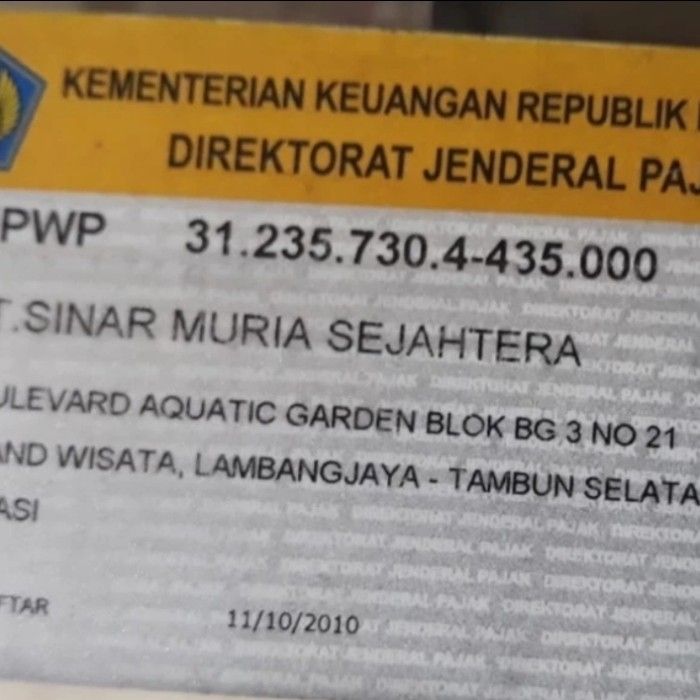 KEMENTERIAN KEUANGAN REPUBLIK
DIREKTORAT JENDERAL PAJ
PWP 31.235.730.4-435.000
T.SINAR MURIA SEJAHTERA
ULEVARD AQUATIC GARDEN BLOK BG 3 NO 21
AND WISATA, LAMBANGJAYA - TAMBUN SELATA
ASI
FTAR 11/10/2010